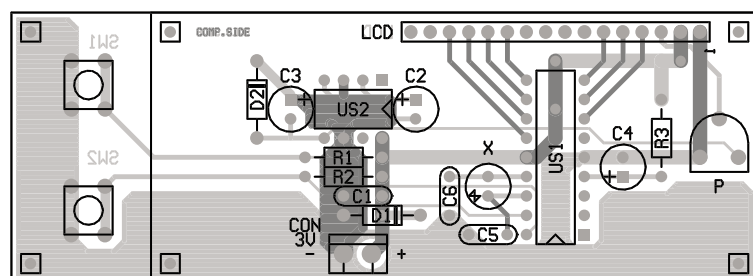 SW1
COMP.SIDE
LCD
1
C3
C2
D2
US2
X
US1
C4
R3
SW2
R1
R2
C1
C6
P
D1
C5
CON
3V
-
+
+
+
+